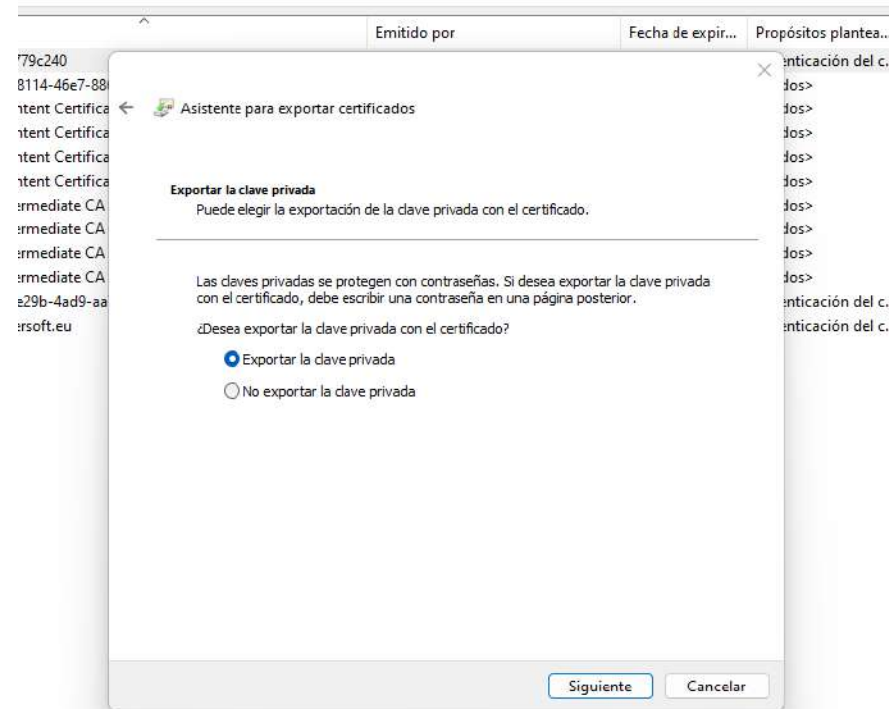 Emitido por Fecha de expir... Propósitos plantea...
779c240 enticación del c.
8114-46e7-88 dos>
ntent Certifica dos>
ntent Certifica dos>
ntent Certifica dos>
ntent Certifica dos>
ermediate CA dos>
ermediate CA dos>
ermediate CA dos>
ermediate CA dos>
e29b-4ad9-aa enticación del c.
ersoft.eu enticación del c.
Asistente para exportar certificados
Exportar la clave privada
Puede elegir la exportación de la clave privada con el certificado.
Las claves privadas se protegen con contraseñas. Si desea exportar la clave privada
con el certificado, debe escribir una contraseña en una página posterior.
¿Desea exportar la clave privada con el certificado?
Exportar la clave privada
No exportar la clave privada
Siguiente Cancelar